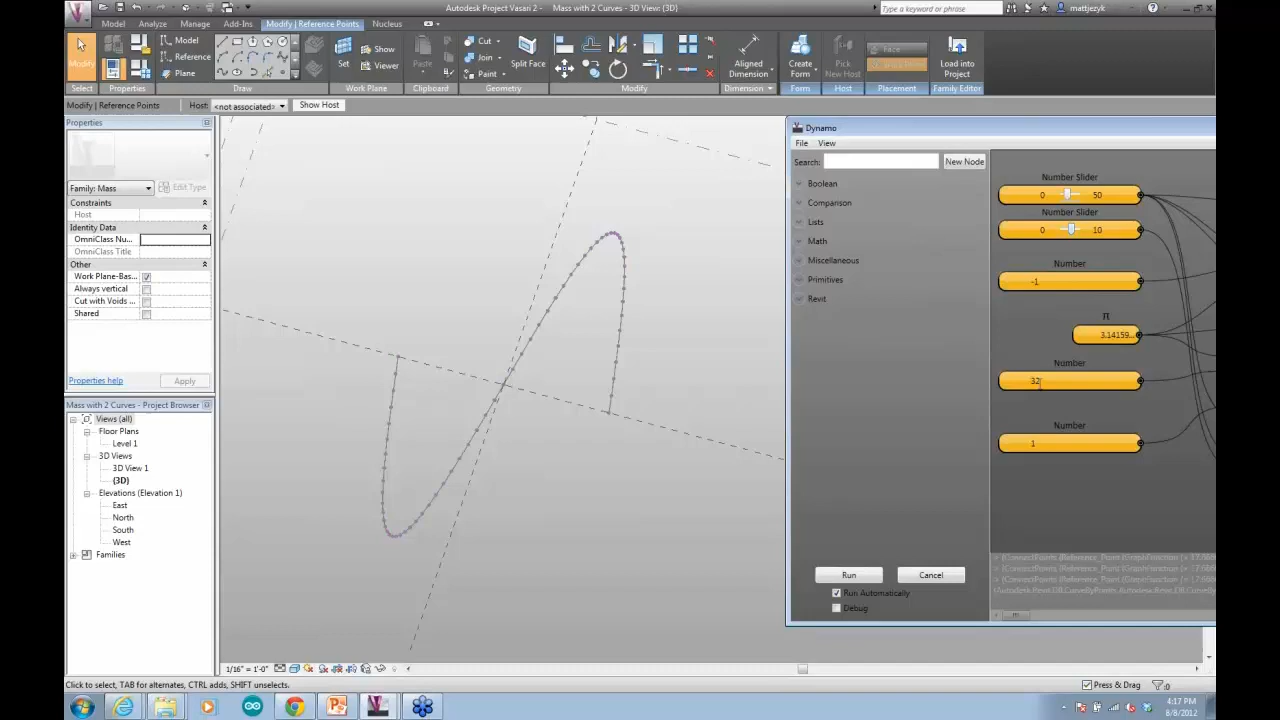 Autodesk Project Vasari 2 - Mass with 2 Curves - 3D View: {3D}
Type a keyword or phrase
mattjezyk
Model Analyze Manage Add-Ins Modify | Reference Points Nucleus
Modify
Model
Reference
Plane
Set
Show
Viewer
Paste
Cut
Join
Paint
Split Face
Aligned
Dimension
Create
Form
Pick
New Host
Face
Load into
Project
Select Properties Draw Work Plane Clipboard Geometry Modify Dimension Form Host Placement Family Editor
Modify | Reference Points Host: <not associated> Show Host
Properties
Family: Mass Edit Type
Constraints
Host
Identity Data
OmniClass Nu...
OmniClass Title
Other
Work Plane-Bas...
Always vertical
Cut with Voids ...
Shared
Properties help Apply
Mass with 2 Curves - Project Browser
Views (all)
Floor Plans
Level 1
3D Views
3D View 1
{3D}
Elevations (Elevation 1)
East
North
South
West
Families
Dynamo
File View
Search: New Node
Boolean
Comparison
Lists
Math
Miscellaneous
Primitives
Revit
Number Slider
0 50
Number Slider
0 10
Number
-1
π
3.14159...
Number
32
Number
1
Run Cancel
Run Automatically
Debug
1/16" = 1'-0"
Click to select, TAB for alternates, CTRL adds, SHIFT unselects.
Press & Drag
:0
4:17 PM
8/8/2012